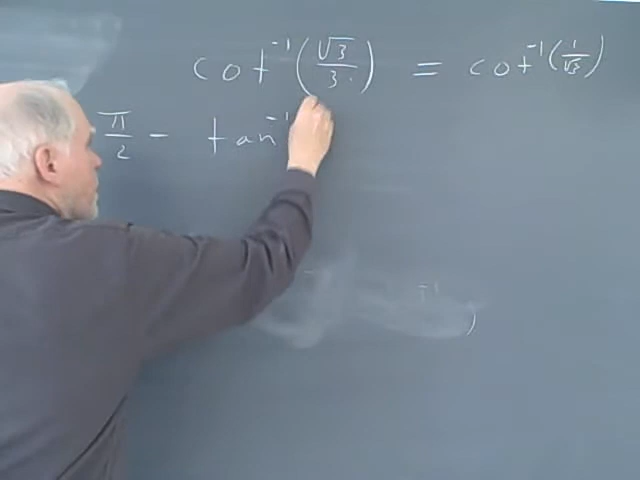 cot⁻¹(√3/3) = cot⁻¹(1/√3)
π/2 - tan⁻¹